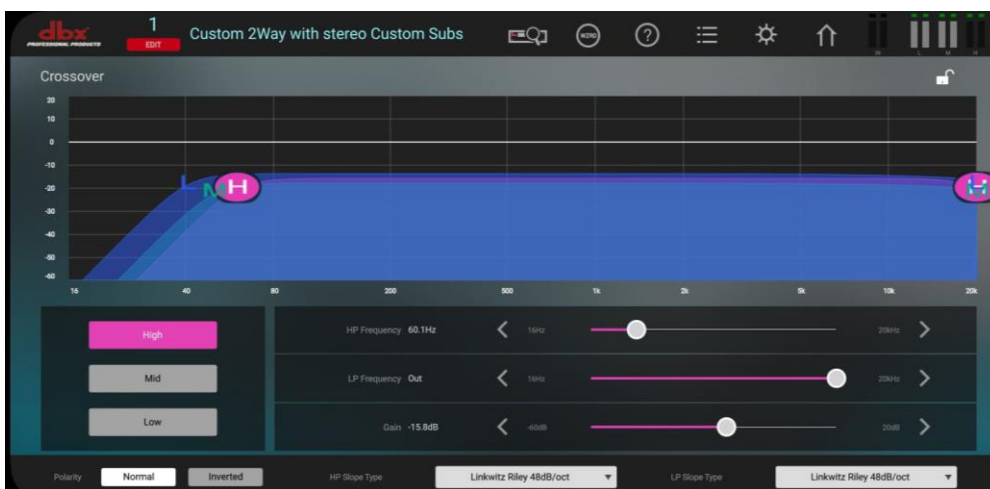 dbx
PROFESSIONAL PRODUCTS
1
EDIT
Custom 2Way with stereo Custom Subs
WZRD
?
IN
L
M
H
Crossover
20
10
0
-10
-20
-30
-40
-50
-60
L
M
H
H
16
40
80
200
500
1k
2k
5k
10k
20k
High
Mid
Low
HP Frequency 60.1Hz
16Hz
20kHz
LP Frequency Out
16Hz
20kHz
Gain -15.8dB
-60dB
20dB
Polarity
Normal
Inverted
HP Slope Type
Linkwitz Riley 48dB/oct
LP Slope Type
Linkwitz Riley 48dB/oct